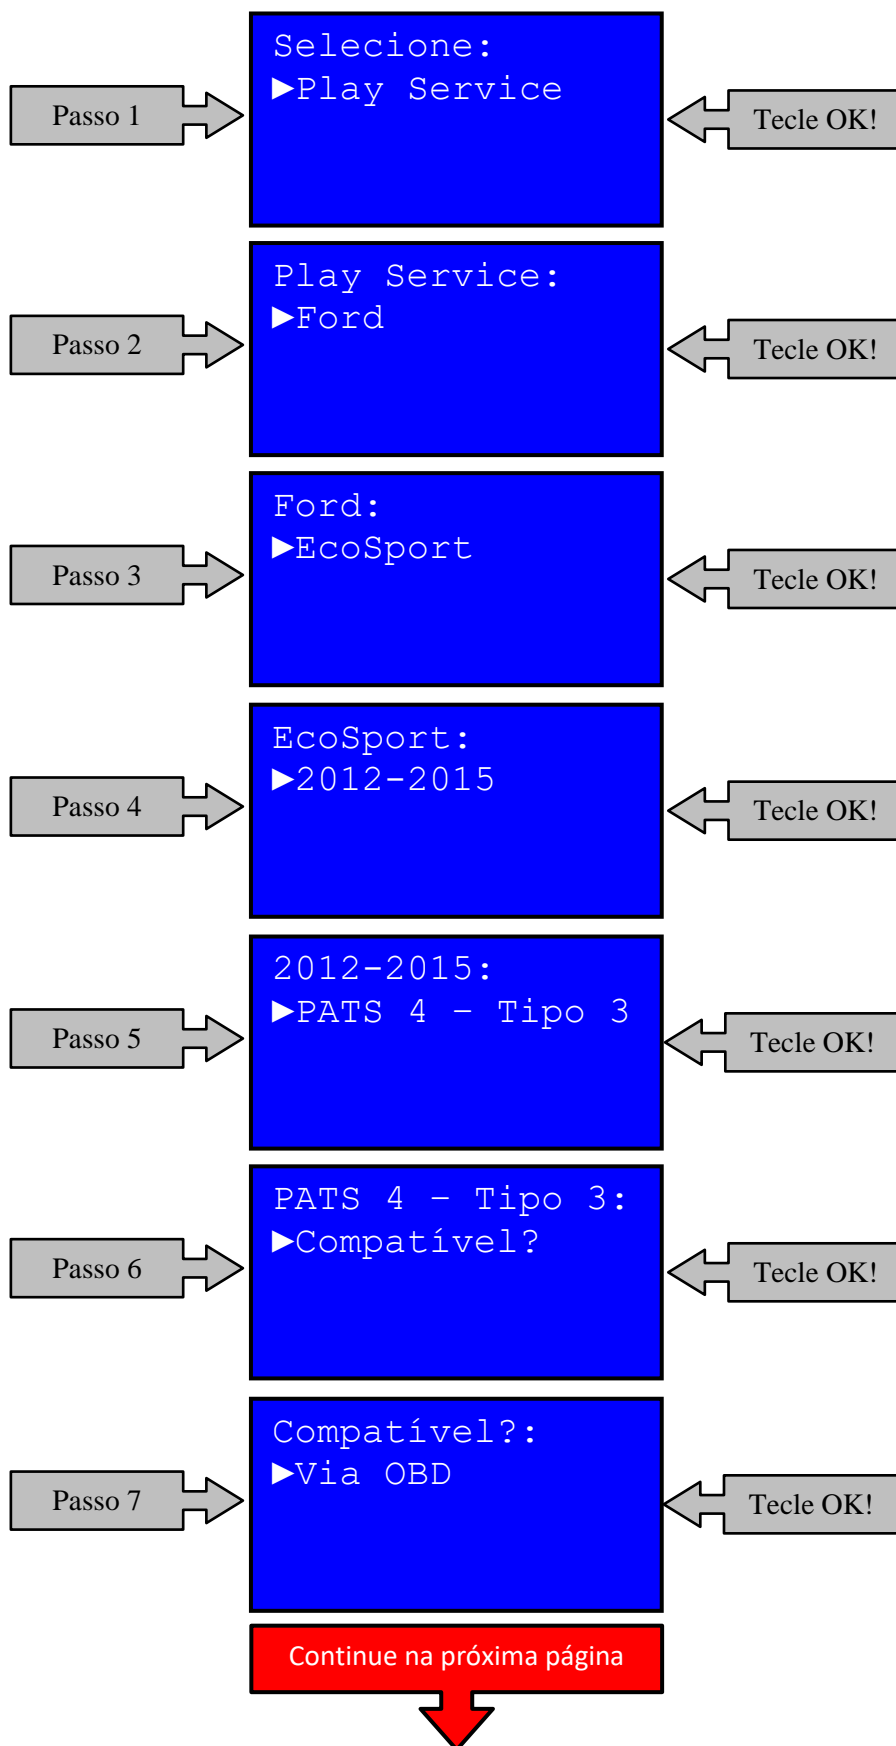 Selecione:
►Play Service
Passo 1
Tecle OK!
Play Service:
►Ford
Passo 2
Tecle OK!
Ford:
►EcoSport
Passo 3
Tecle OK!
EcoSport:
►2012-2015
Passo 4
Tecle OK!
2012-2015:
►PATS 4 – Tipo 3
Passo 5
Tecle OK!
PATS 4 – Tipo 3:
►Compatível?
Passo 6
Tecle OK!
Compatível?:
►Via OBD
Passo 7
Tecle OK!
Continue na próxima página